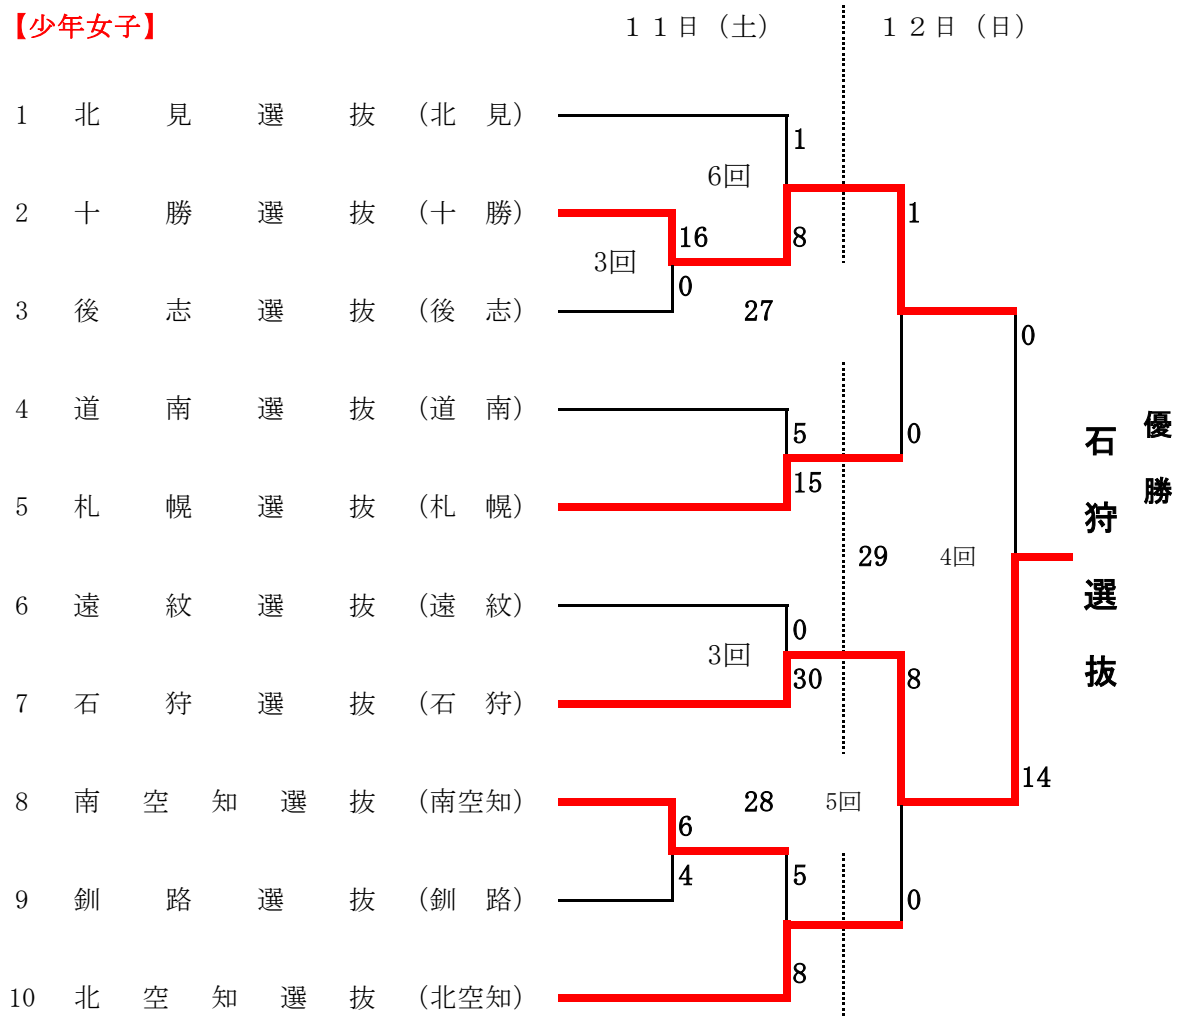 【少年女子】 １１日（土） １２日（日）
1 北見選抜（北見）
1
6回
2 十勝選抜（十勝）
1
16 8
3回
0
3 後志選抜（後志）
27
0
4 道南選抜（道南）
5 0
優勝
石狩選抜
15
5 札幌選抜（札幌）
29 4回
6 遠紋選抜（遠紋）
0
3回
30 8
7 石狩選抜（石狩）
14
8 南空知選抜（南空知）
28 5回
6
4 5
9 釧路選抜（釧路）
0
8
10 北空知選抜（北空知）